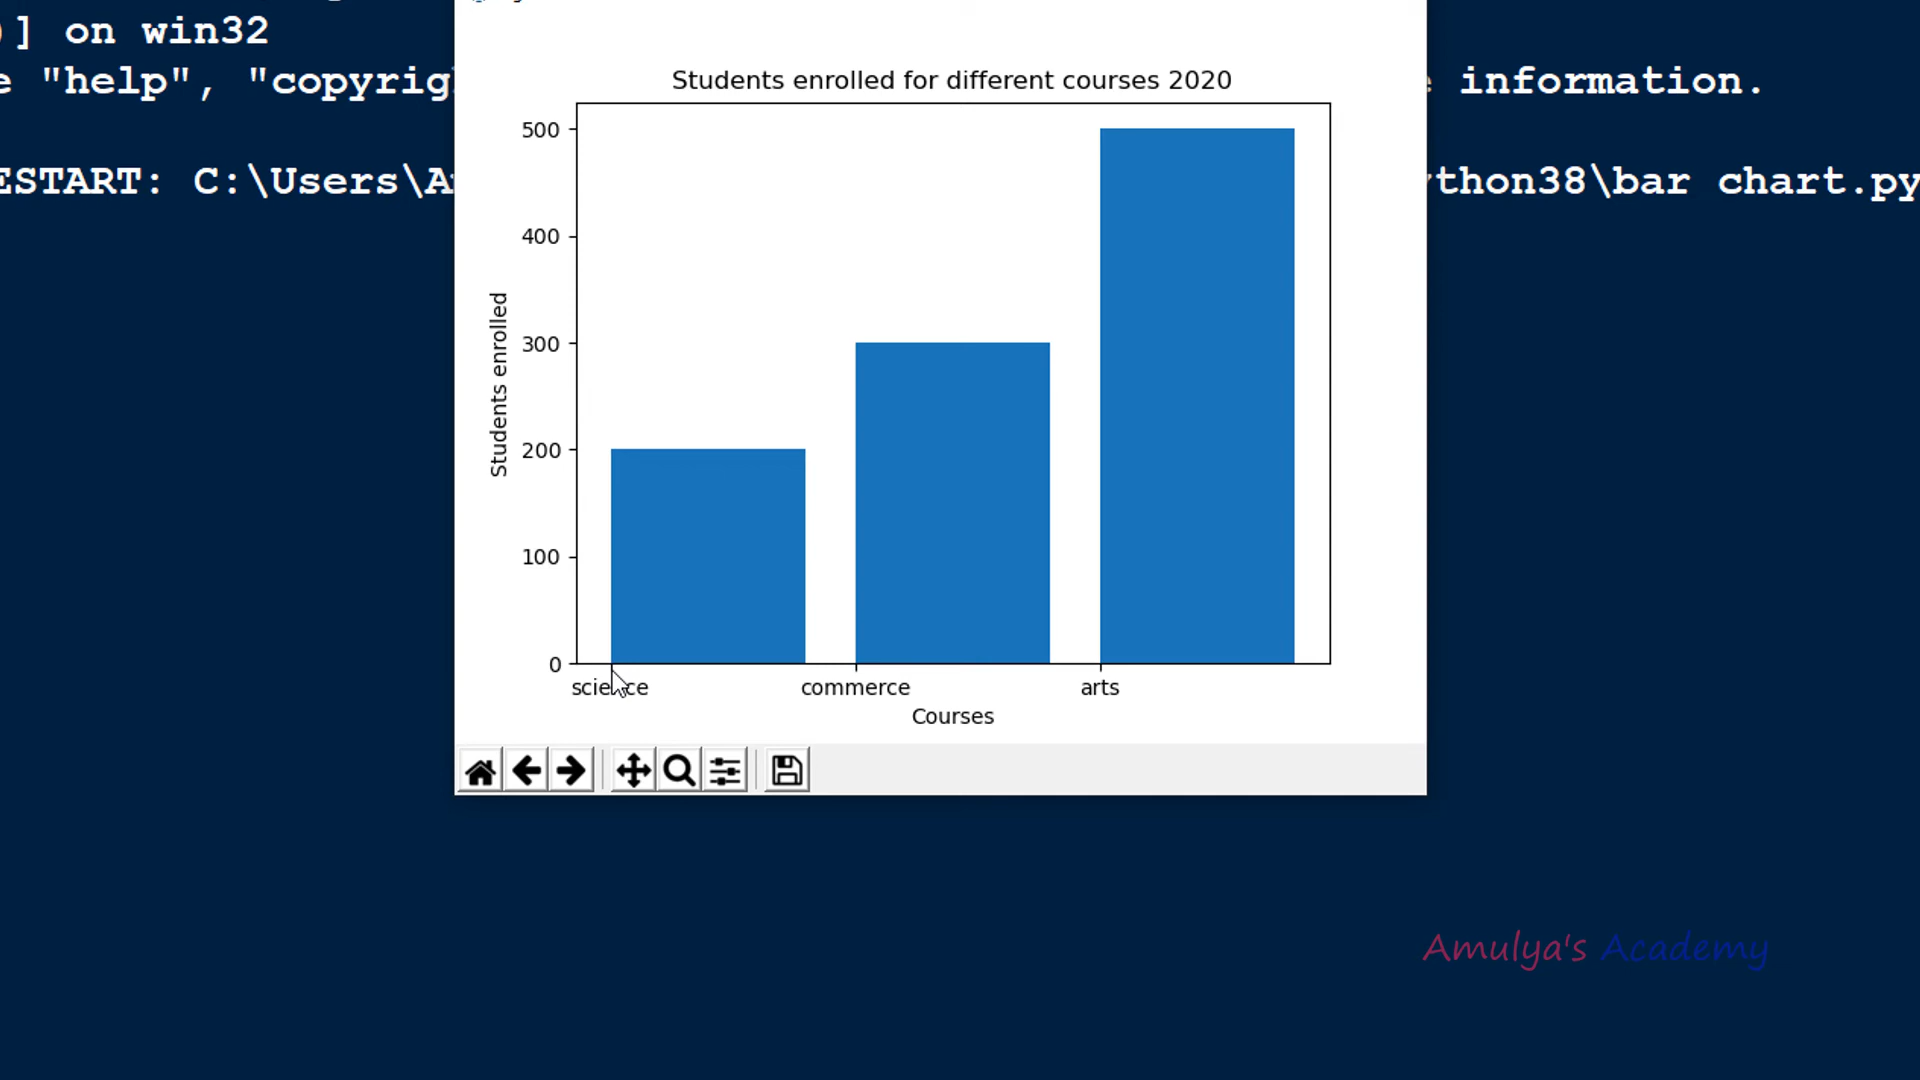 )] on win32
e "help", "copyrig
information.
ESTART: C:\Users\A
thon38\bar chart.py
Students enrolled for different courses 2020
500
400
300
200
100
0
Students enrolled
science
commerce
arts
Courses
Amulya's Academy